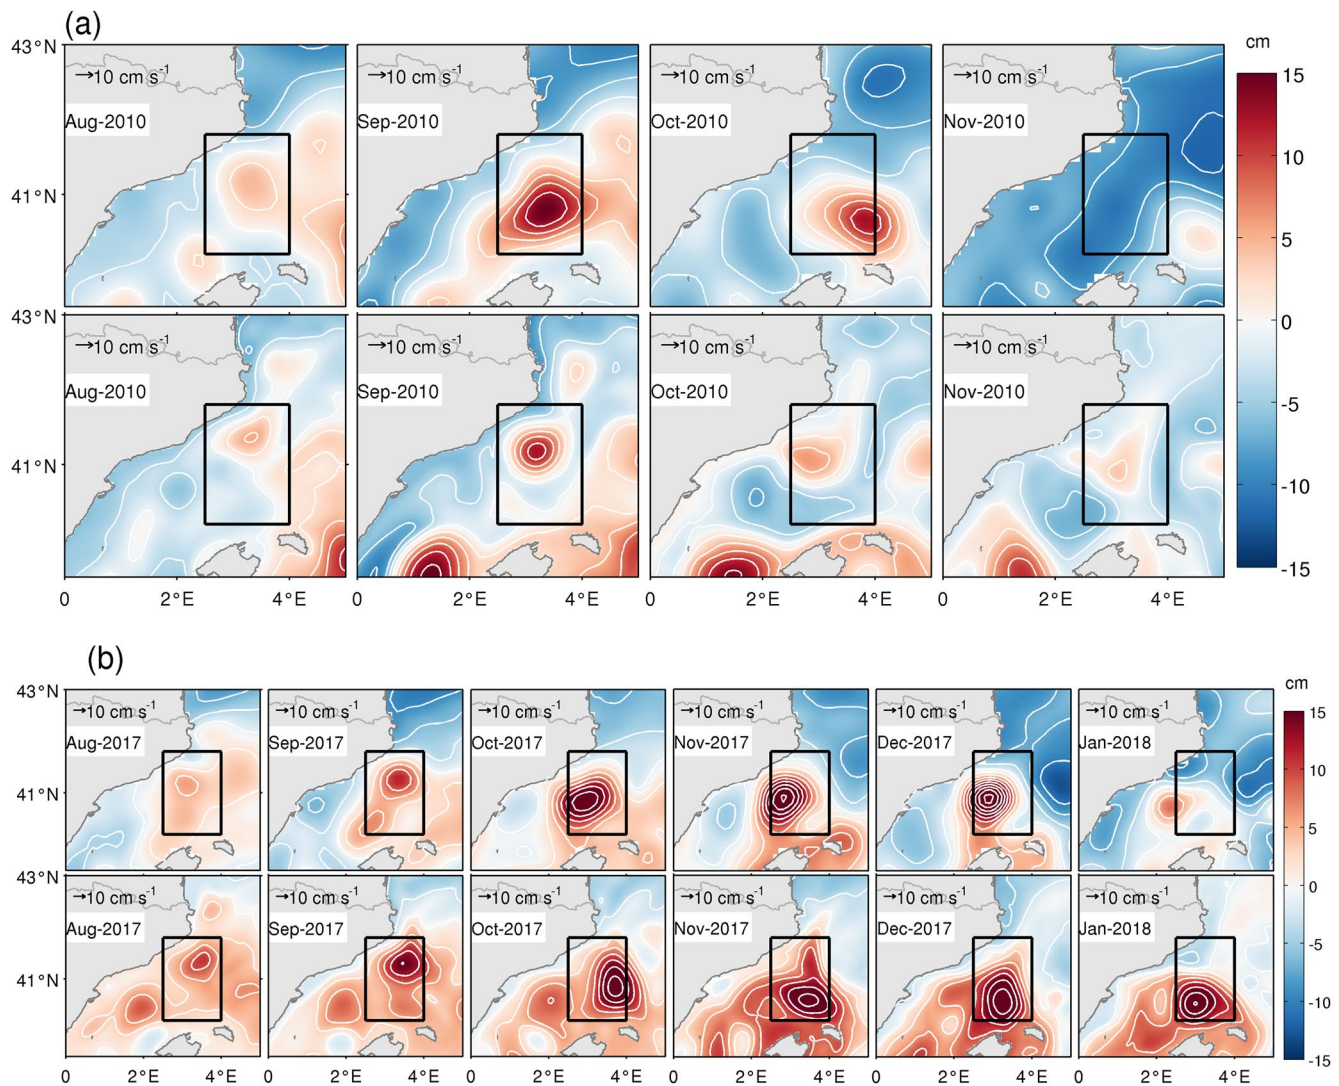 (a)
cm
43°N
→10 cm s⁻¹ →10 cm s⁻¹ →10 cm s⁻¹ →10 cm s⁻¹
Aug-2010 Sep-2010 Oct-2010 Nov-2010
41°N
43°N
→10 cm s⁻¹ →10 cm s⁻¹ →10 cm s⁻¹ →10 cm s⁻¹
Aug-2010 Sep-2010 Oct-2010 Nov-2010
41°N
0 2°E 4°E 0 2°E 4°E 0 2°E 4°E 0 2°E 4°E
15
10
5
0
-5
-10
-15
(b)
cm
43°N
→10 cm s⁻¹ →10 cm s⁻¹ →10 cm s⁻¹ →10 cm s⁻¹ →10 cm s⁻¹ →10 cm s⁻¹
Aug-2017 Sep-2017 Oct-2017 Nov-2017 Dec-2017 Jan-2018
41°N
43°N
→10 cm s⁻¹ →10 cm s⁻¹ →10 cm s⁻¹ →10 cm s⁻¹ →10 cm s⁻¹ →10 cm s⁻¹
Aug-2017 Sep-2017 Oct-2017 Nov-2017 Dec-2017 Jan-2018
41°N
0 2°E 4°E 0 2°E 4°E 0 2°E 4°E 0 2°E 4°E 0 2°E 4°E 0 2°E 4°E
15
10
5
0
-5
-10
-15